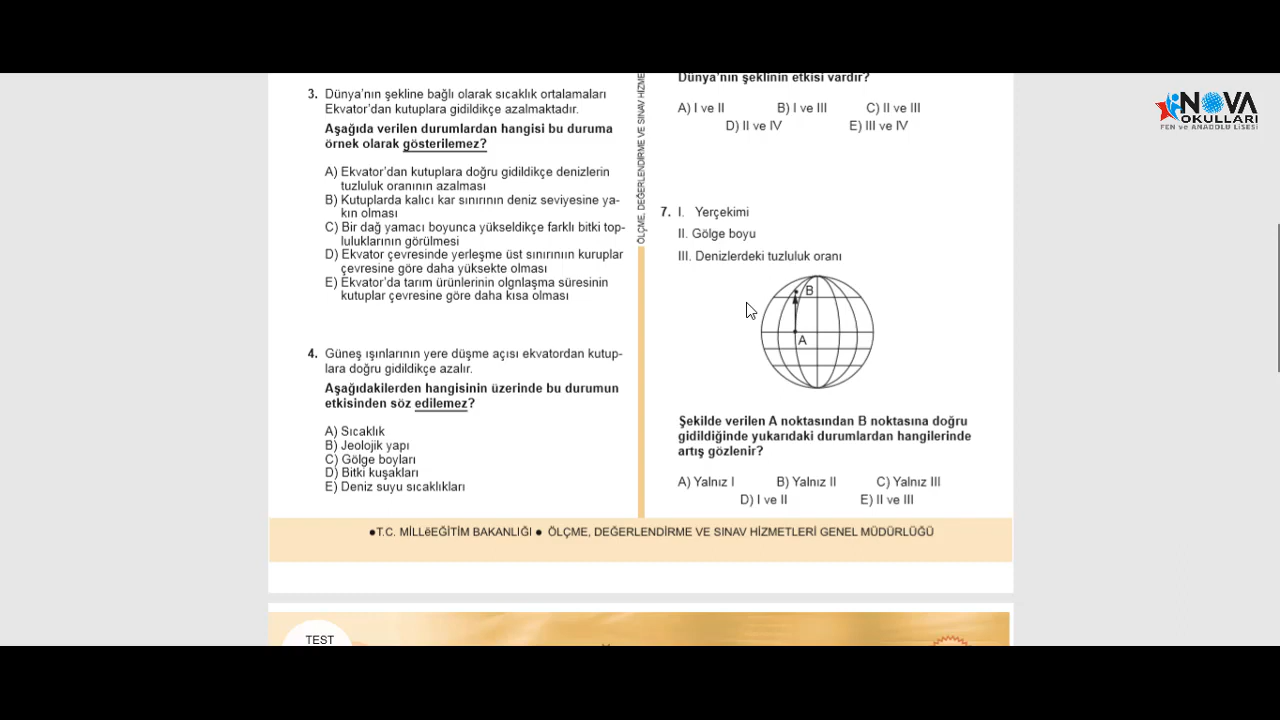 NOVA
OKULLARI
FEN ve ANADOLU LİSESİ
3. Dünya'nın şekline bağlı olarak sıcaklık ortalamaları
Ekvator'dan kutuplara gidildikçe azalmaktadır.
Aşağıda verilen durumlardan hangisi bu duruma
örnek olarak gösterilemez?
A) Ekvator'dan kutuplara doğru gidildikçe denizlerin
tuzluluk oranının azalması
B) Kutuplarda kalıcı kar sınırının deniz seviyesine ya-
kın olması
C) Bir dağ yamacı boyunca yükseldikçe farklı bitki top-
luluklarının görülmesi
D) Ekvator çevresinde yerleşme üst sınırınıın kuruplar
çevresine göre daha yüksekte olması
E) Ekvator'da tarım ürünlerinin olgnlaşma süresinin
kutuplar çevresine göre daha kısa olması
4. Güneş ışınlarının yere düşme açısı ekvatordan kutup-
lara doğru gidildikçe azalır.
Aşağıdakilerden hangisinin üzerinde bu durumun
etkisinden söz edilemez?
A) Sıcaklık
B) Jeolojik yapı
C) Gölge boyları
D) Bitki kuşakları
E) Deniz suyu sıcaklıkları
ÖLÇME, DEĞERLENDİRME VE SINAV HİZME
Dünya'nın şeklinin etkisi vardır?
A) I ve II B) I ve III C) II ve III
D) II ve IV E) III ve IV
7. I. Yerçekimi
II. Gölge boyu
III. Denizlerdeki tuzluluk oranı
B
A
Şekilde verilen A noktasından B noktasına doğru
gidildiğinde yukarıdaki durumlardan hangilerinde
artış gözlenir?
A) Yalnız I B) Yalnız II C) Yalnız III
D) I ve II E) II ve III
●T.C. MİLLêEĞİTİM BAKANLIĞI ● ÖLÇME, DEĞERLENDİRME VE SINAV HİZMETLERİ GENEL MÜDÜRLÜĞÜ
TEST